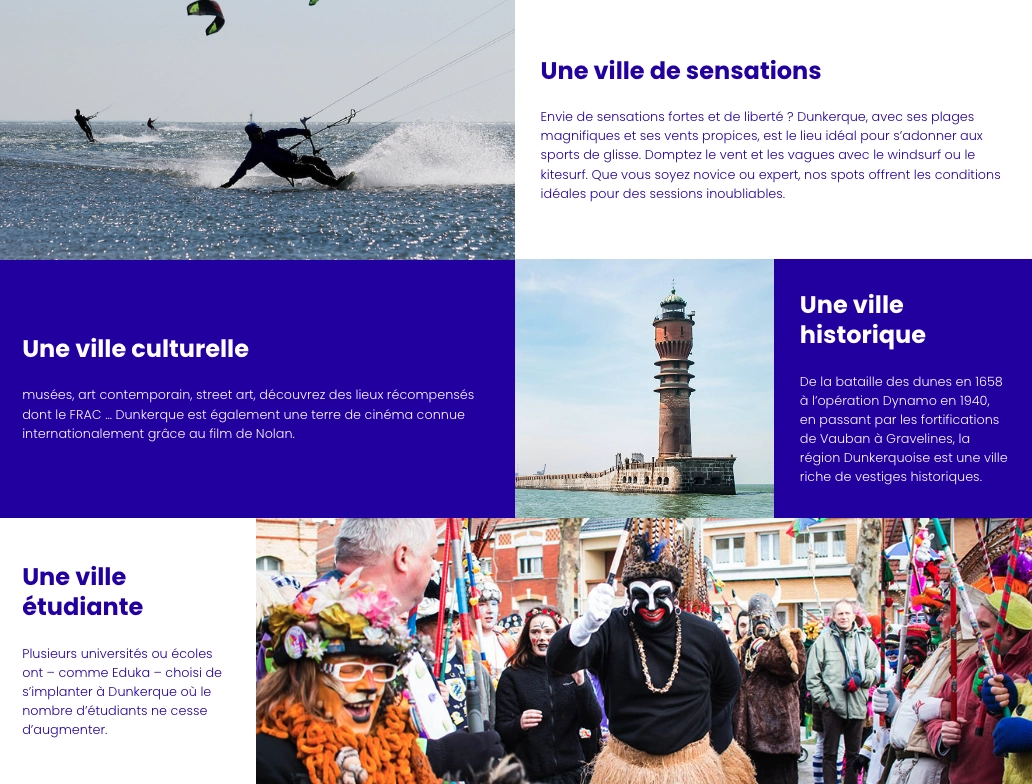 Une ville de sensations
Envie de sensations fortes et de liberté ? Dunkerque, avec ses plages
magnifiques et ses vents propices, est le lieu idéal pour s’adonner aux
sports de glisse. Domptez le vent et les vagues avec le windsurf ou le
kitesurf. Que vous soyez novice ou expert, nos spots offrent les conditions
idéales pour des sessions inoubliables.
Une ville culturelle
musées, art contemporain, street art, découvrez des lieux récompensés
dont le FRAC … Dunkerque est également une terre de cinéma connue
internationalement grâce au film de Nolan.
Une ville
historique
De la bataille des dunes en 1658
à l’opération Dynamo en 1940,
en passant par les fortifications
de Vauban à Gravelines, la
région Dunkerquoise est une ville
riche de vestiges historiques.
Une ville
étudiante
Plusieurs universités ou écoles
ont – comme Eduka – choisi de
s’implanter à Dunkerque où le
nombre d’étudiants ne cesse
d’augmenter.